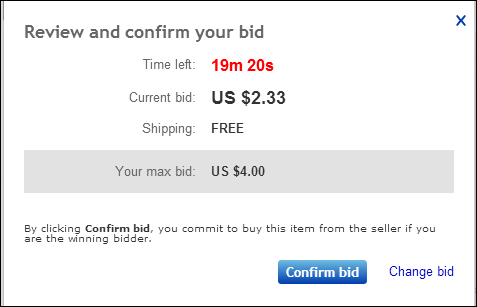 Review and confirm your bid
Time left: 19m 20s
Current bid: US $2.33
Shipping: FREE
Your max bid: US $4.00
By clicking Confirm bid, you commit to buy this item from the seller if you
are the winning bidder.
Confirm bid Change bid